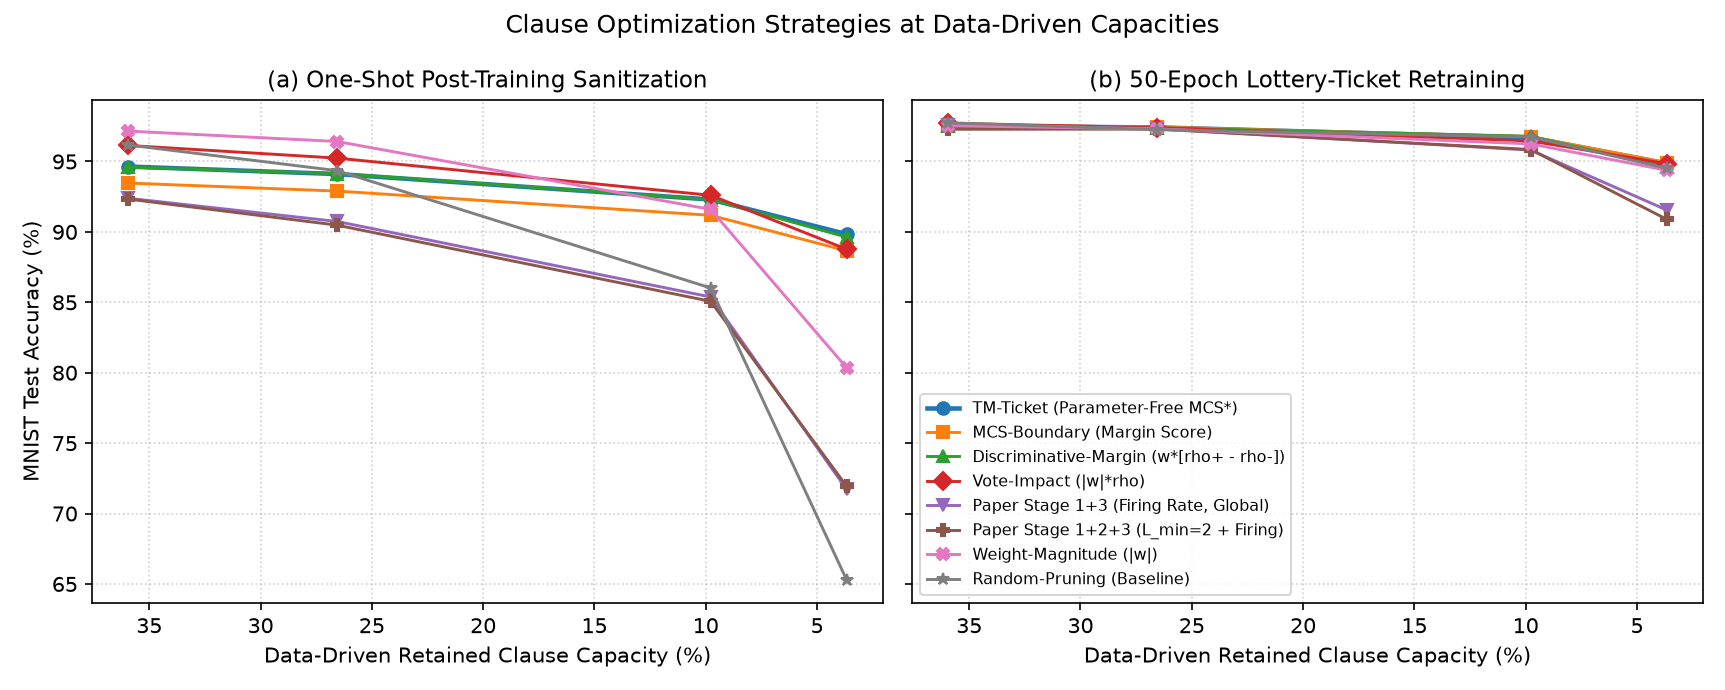 Clause Optimization Strategies at Data-Driven Capacities
(a) One-Shot Post-Training Sanitization
MNIST Test Accuracy (%)
95
90
85
80
75
70
65
35 30 25 20 15 10 5
Data-Driven Retained Clause Capacity (%)
(b) 50-Epoch Lottery-Ticket Retraining
TM-Ticket (Parameter-Free MCS*)
MCS-Boundary (Margin Score)
Discriminative-Margin (w*[rho+ - rho-])
Vote-Impact (|w|*rho)
Paper Stage 1+3 (Firing Rate, Global)
Paper Stage 1+2+3 (L_min=2 + Firing)
Weight-Magnitude (|w|)
Random-Pruning (Baseline)
35 30 25 20 15 10 5
Data-Driven Retained Clause Capacity (%)